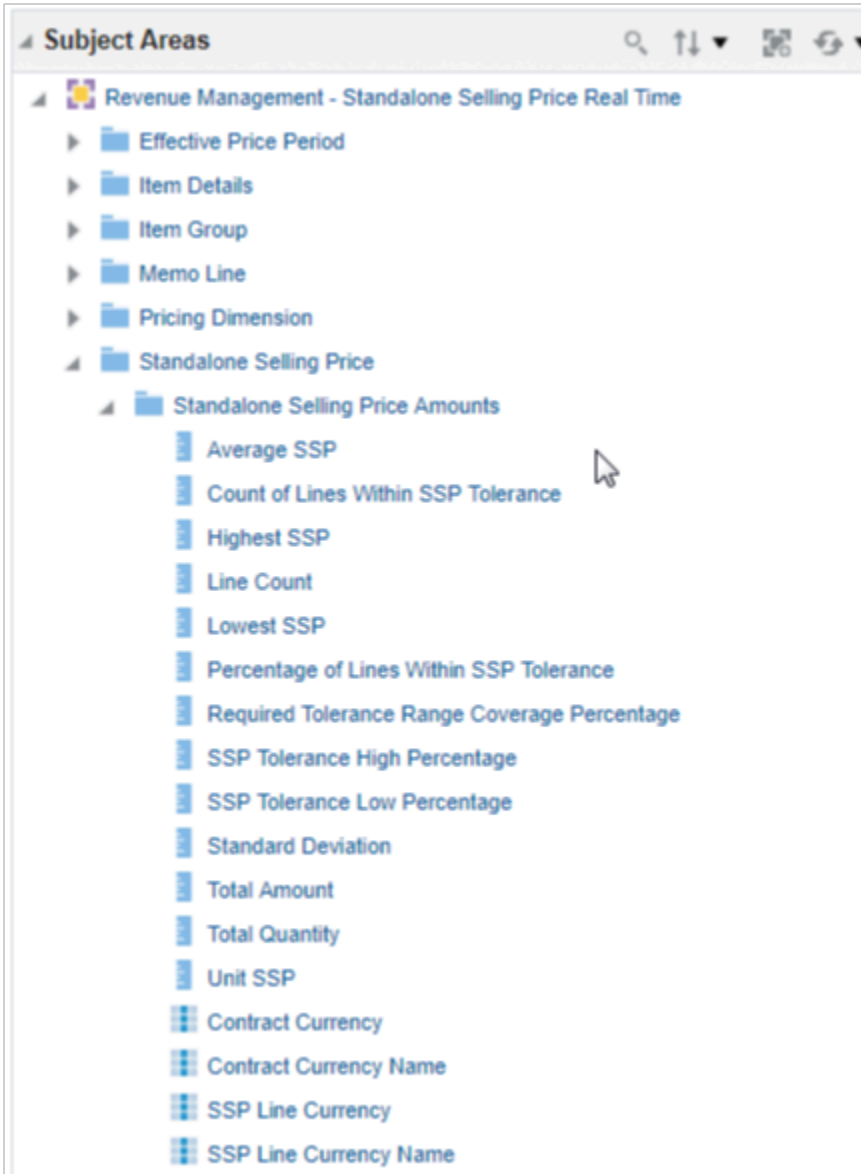 Subject Areas
Revenue Management - Standalone Selling Price Real Time
Effective Price Period
Item Details
Item Group
Memo Line
Pricing Dimension
Standalone Selling Price
Standalone Selling Price Amounts
Average SSP
Count of Lines Within SSP Tolerance
Highest SSP
Line Count
Lowest SSP
Percentage of Lines Within SSP Tolerance
Required Tolerance Range Coverage Percentage
SSP Tolerance High Percentage
SSP Tolerance Low Percentage
Standard Deviation
Total Amount
Total Quantity
Unit SSP
Contract Currency
Contract Currency Name
SSP Line Currency
SSP Line Currency Name